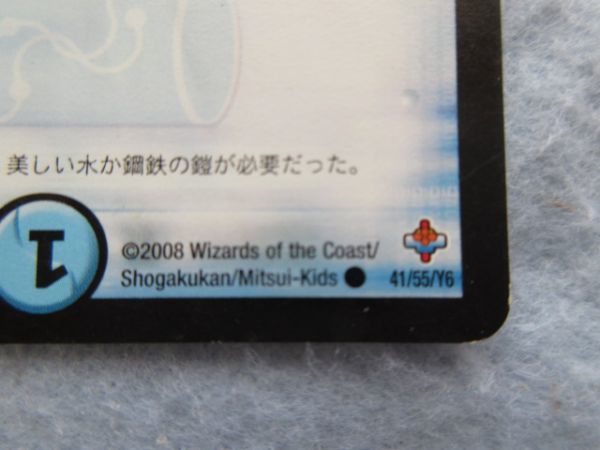 美しい水か鋼鉄の鎧が必要だった。
1
©2008 Wizards of the Coast/
Shogakukan/Mitsui-Kids ●
41/55/Y6